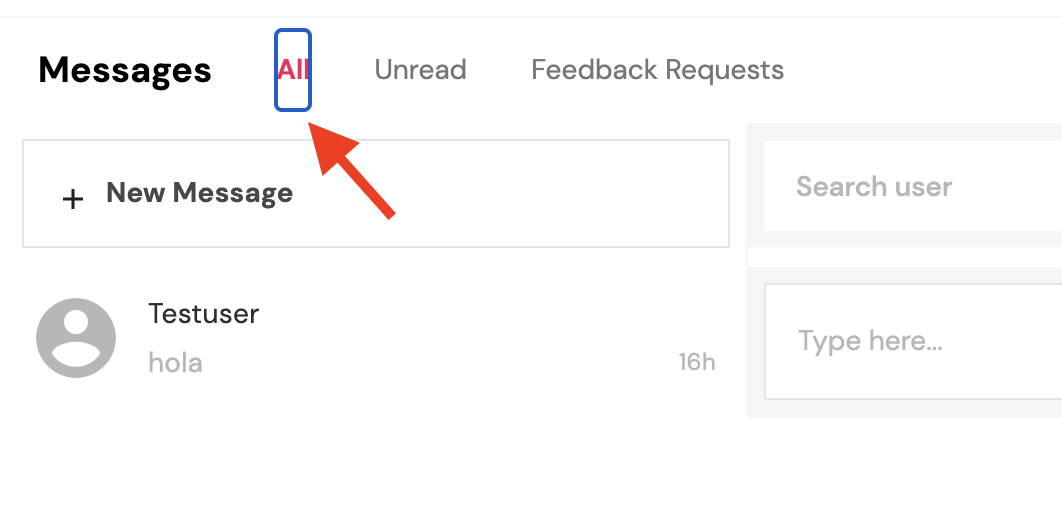 Messages All Unread Feedback Requests
+ New Message
Search user
Testuser
hola 16h
Type here...